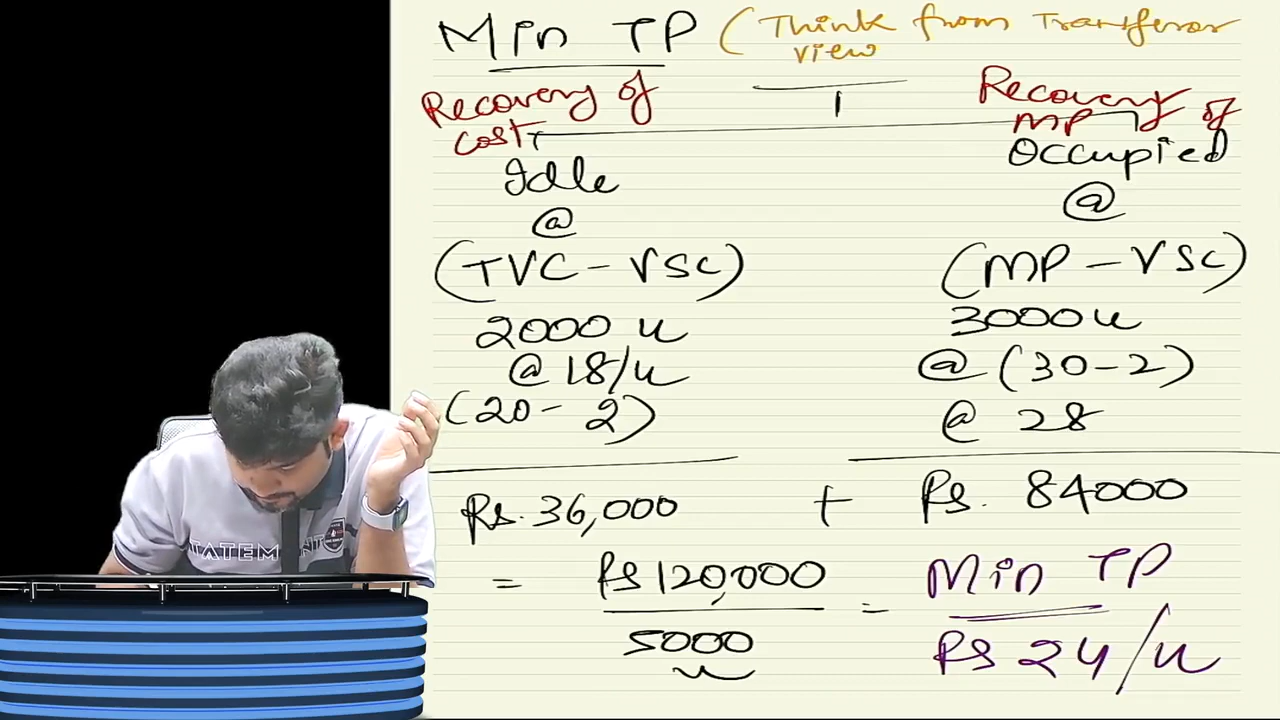 Min TP (Think from Transferor
view
Recovery of
cost
Recovery of
MP
Idle
@
(TVC - VSC)
2000 u
@ 18/u
(20 - 2)
Occupied
@
(MP - VSC)
3000 u
@ (30 - 2)
@ 28
Rs. 36,000 + Rs. 84000
= Rs 120,000 = Min TP
5000
u
Rs 24/u
TATEMENT